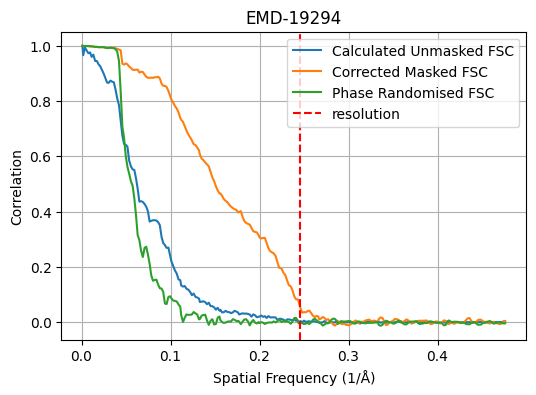 EMD-19294
Calculated Unmasked FSC
Corrected Masked FSC
Phase Randomised FSC
resolution
Correlation
1.0
0.8
0.6
0.4
0.2
0.0
0.0 0.1 0.2 0.3 0.4
Spatial Frequency (1/Å)